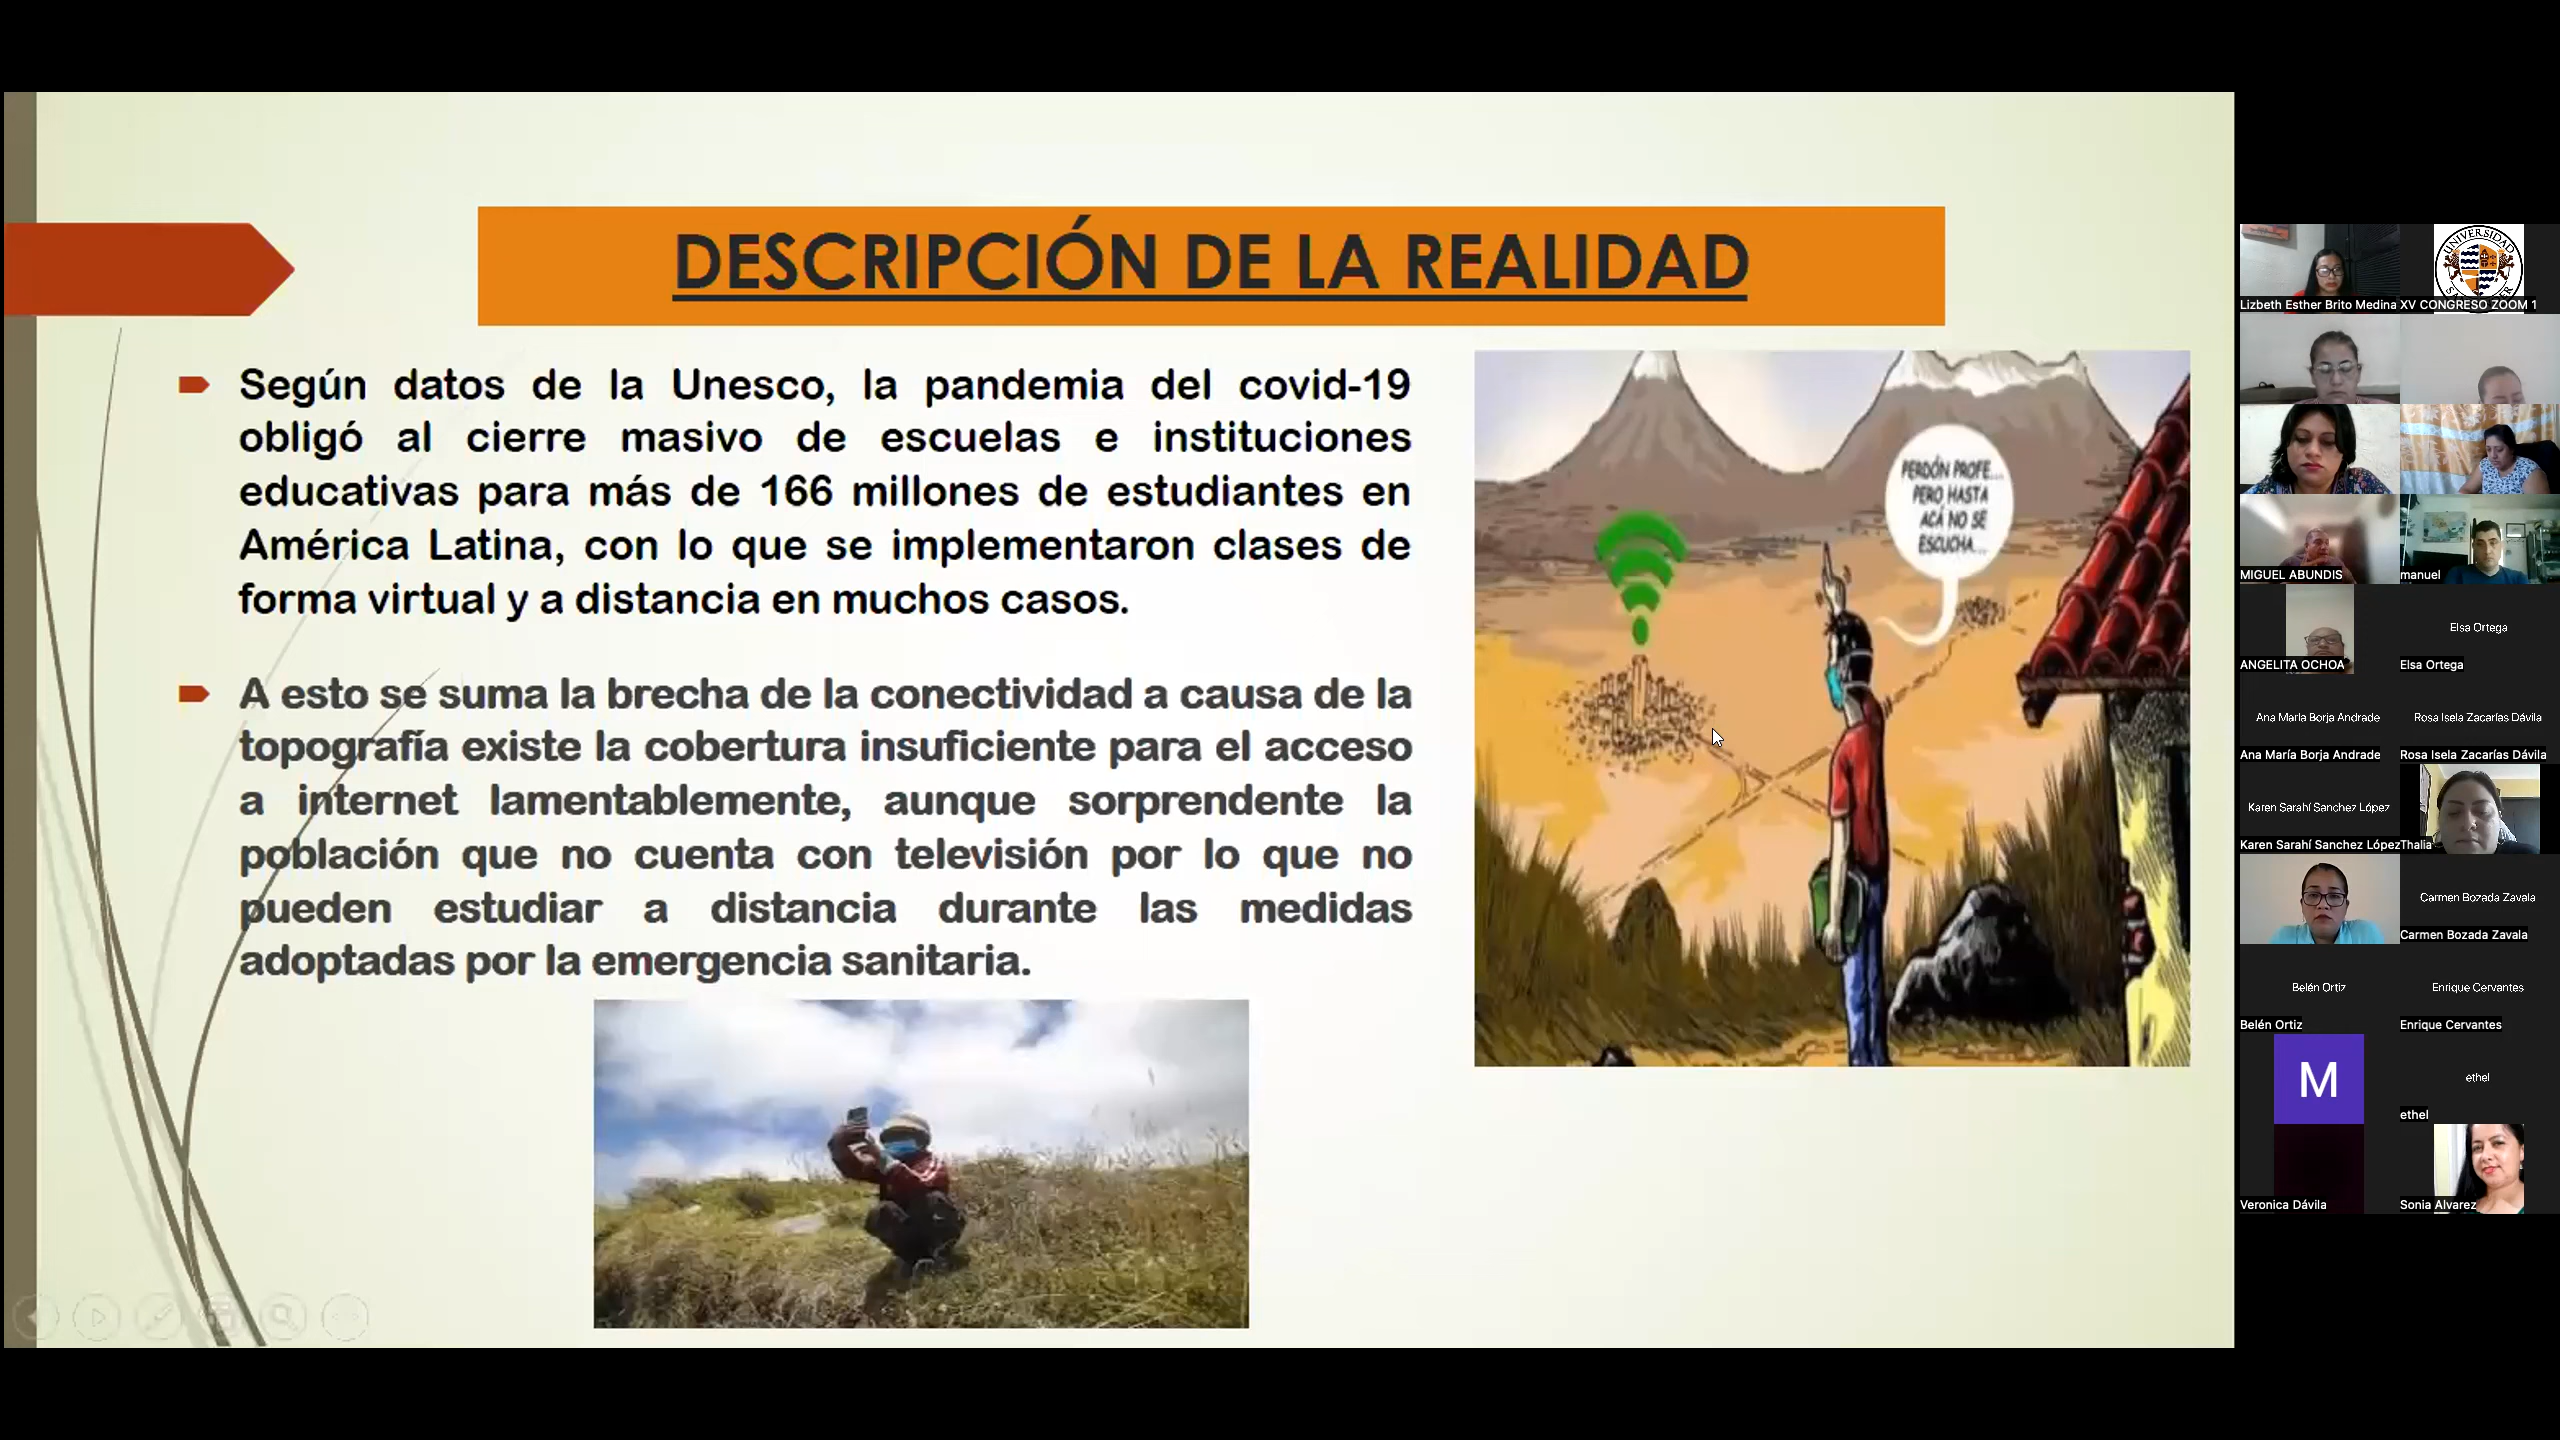 DESCRIPCIÓN DE LA REALIDAD
Según datos de la Unesco, la pandemia del covid-19
obligó al cierre masivo de escuelas e instituciones
educativas para más de 166 millones de estudiantes en
América Latina, con lo que se implementaron clases de
forma virtual y a distancia en muchos casos.
A esto se suma la brecha de la conectividad a causa de la
topografía existe la cobertura insuficiente para el acceso
a internet lamentablemente, aunque sorprendente la
población que no cuenta con televisión por lo que no
pueden estudiar a distancia durante las medidas
adoptadas por la emergencia sanitaria.
PERDÓN PROFE...
PERO HASTA
ACÁ NO SE
ESCUCHA...
UNIVERSIDAD
Lizbeth Esther Brito Medina
XV CONGRESO ZOOM 1
MIGUEL ABUNDIS
manuel
ANGELITA OCHOA
Elsa Ortega
Elsa Ortega
Ana María Borja Andrade
Ana María Borja Andrade
Rosa Isela Zacarías Dávila
Rosa Isela Zacarías Dávila
Karen Sarahí Sanchez López
Karen Sarahí Sanchez López
Thalia
Carmen Bozada Zavala
Carmen Bozada Zavala
Belén Ortiz
Belén Ortiz
Enrique Cervantes
Enrique Cervantes
M
ethel
ethel
Veronica Dávila
Sonia Alvarez